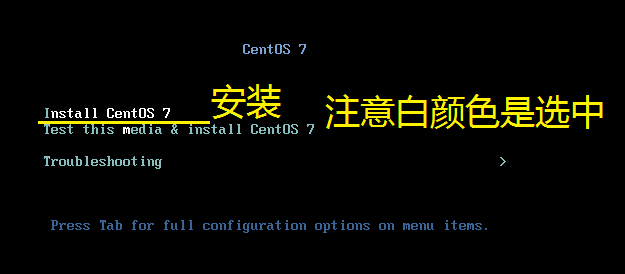 CentOS 7
Install CentOS 7
安装
注意白颜色是选中
Test this media & install CentOS 7
Troubleshooting >
Press Tab for full configuration options on menu items.